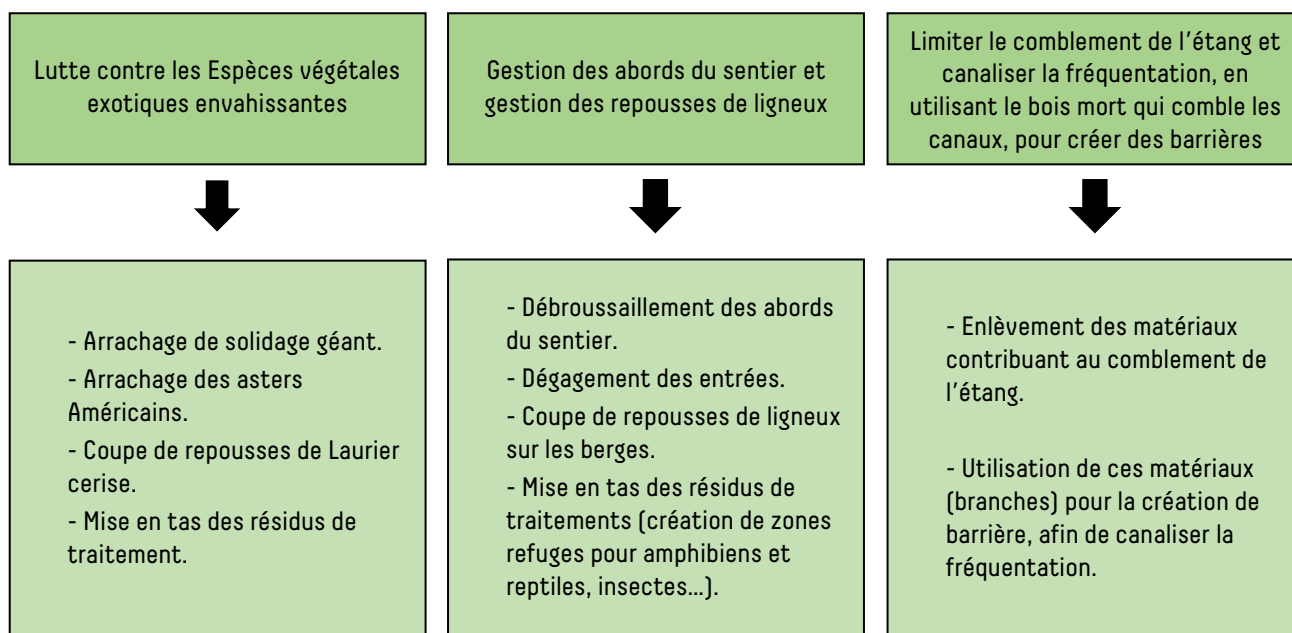 Lutte contre les Espèces végétales
exotiques envahissantes
Gestion des abords du sentier et
gestion des repousses de ligneux
Limiter le comblement de l'étang et
canaliser la fréquentation, en
utilisant le bois mort qui comble les
canaux, pour créer des barrières
- Arrachage de solidage géant.
- Arrachage des asters
Américains.
- Coupe de repousses de Laurier
cerise.
- Mise en tas des résidus de
traitement.
- Débroussaillement des abords
du sentier.
- Dégagement des entrées.
- Coupe de repousses de ligneux
sur les berges.
- Mise en tas des résidus de
traitements (création de zones
refuges pour amphibiens et
reptiles, insectes...).
- Enlèvement des matériaux
contribuant au comblement de
l'étang.
- Utilisation de ces matériaux
(branches) pour la création de
barrière, afin de canaliser la
fréquentation.